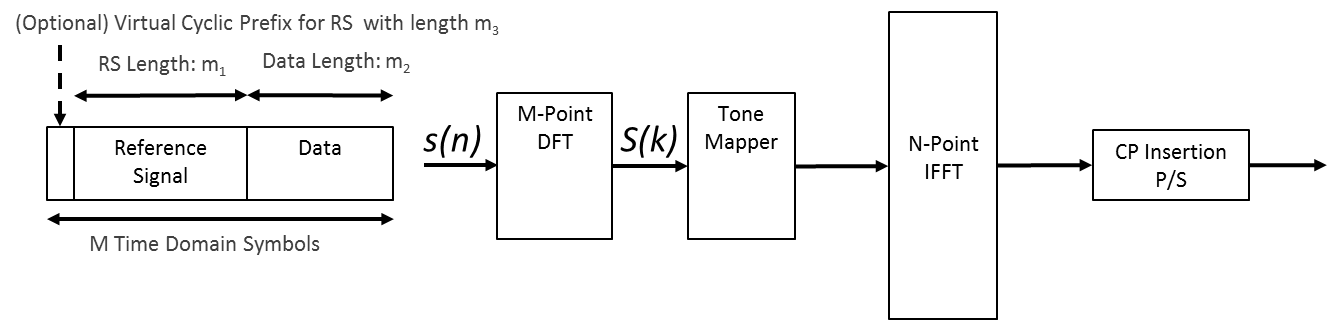 (Optional) Virtual Cyclic Prefix for RS with length m₃
RS Length: m₁
Data Length: m₂
Reference
Signal
Data
M Time Domain Symbols
s(n)
M-Point
DFT
S(k)
Tone
Mapper
N-Point
IFFT
CP Insertion
P/S